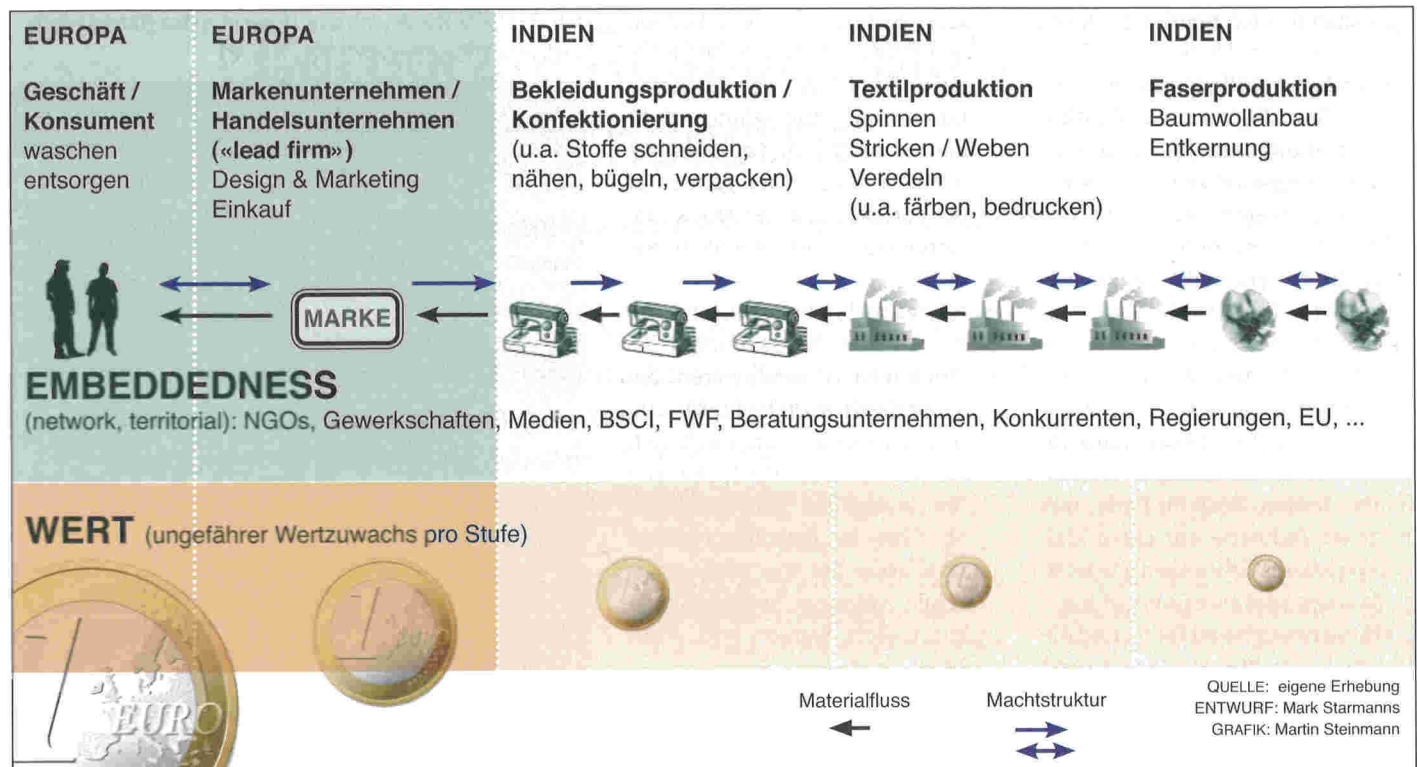 EUROPA
Geschäft /
Konsument
waschen
entsorgen
EUROPA
Markenunternehmen /
Handelsunternehmen
(«lead firm»)
Design & Marketing
Einkauf
INDIEN
Bekleidungsproduktion /
Konfektionierung
(u.a. Stoffe schneiden,
nähen, bügeln, verpacken)
INDIEN
Textilproduktion
Spinnen
Stricken / Weben
Veredeln
(u.a. färben, bedrucken)
INDIEN
Faserproduktion
Baumwollanbau
Entkernung
MARKE
EMBEDDEDNESS
(network, territorial): NGOs, Gewerkschaften, Medien, BSCI, FWF, Beratungsunternehmen, Konkurrenten, Regierungen, EU, ...
WERT (ungefährer Wertzuwachs pro Stufe)
1
EURO
Materialfluss
Machtstruktur
QUELLE: eigene Erhebung
ENTWURF: Mark Starmanns
GRAFIK: Martin Steinmann